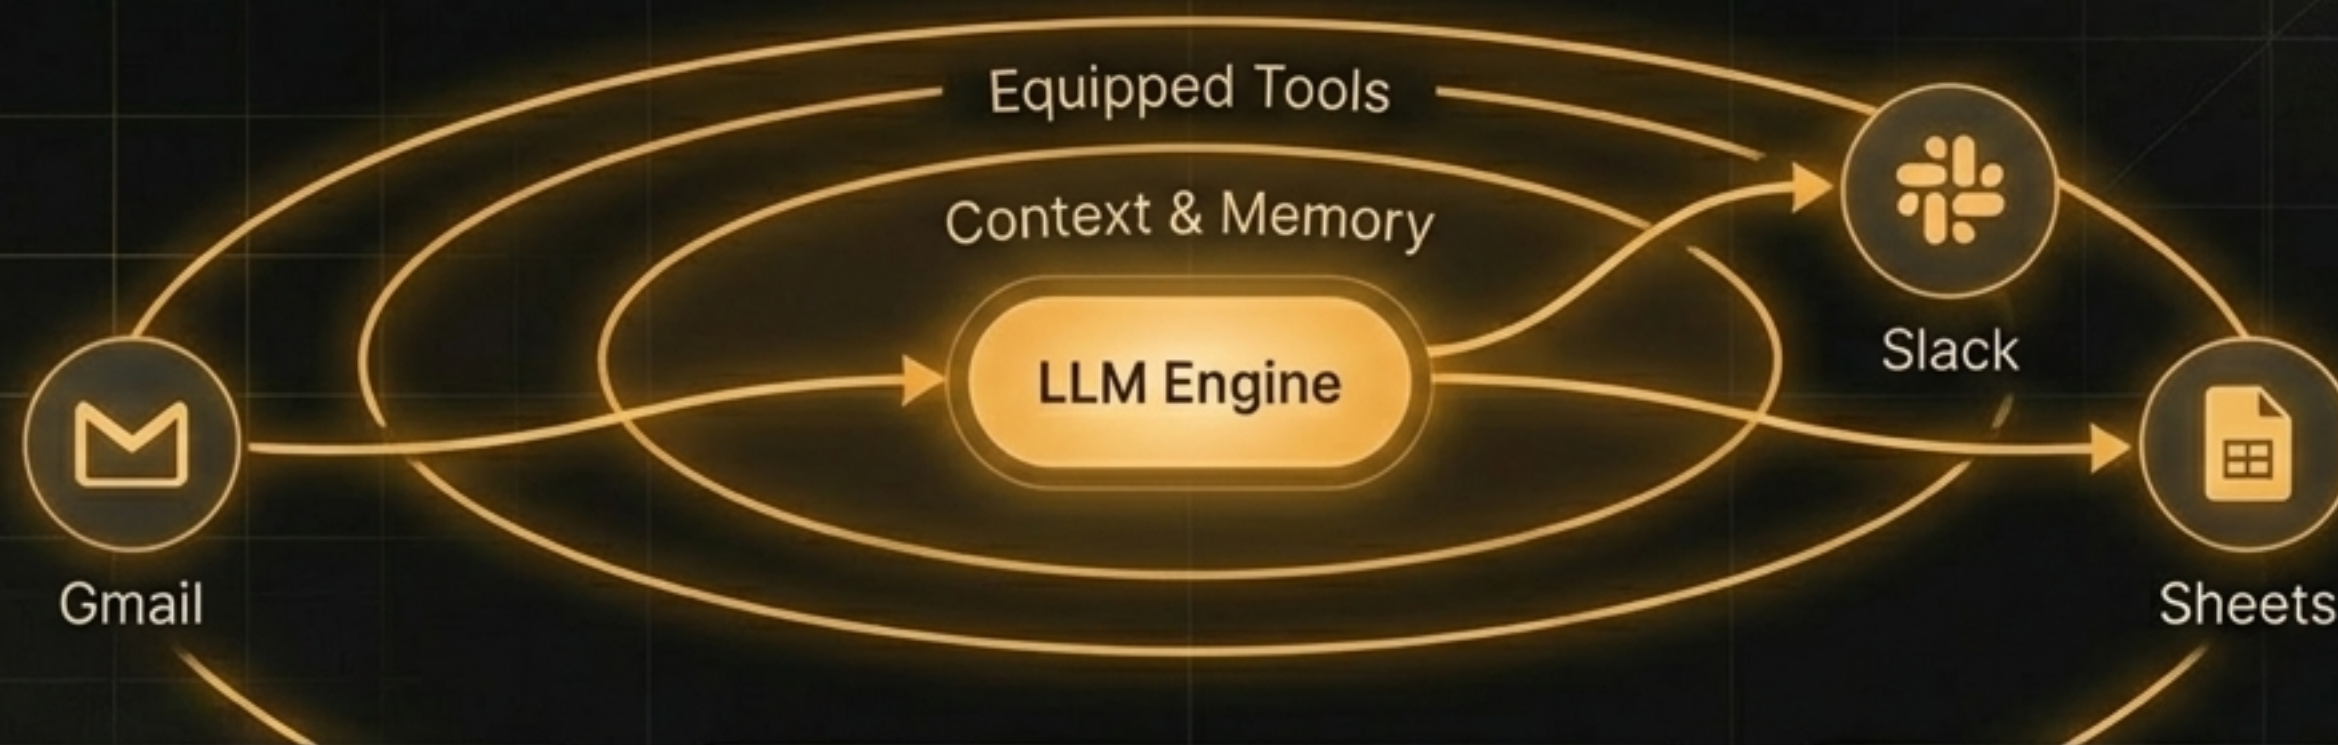 Equipped Tools
Context & Memory
LLM Engine
Slack
Gmail
Sheets